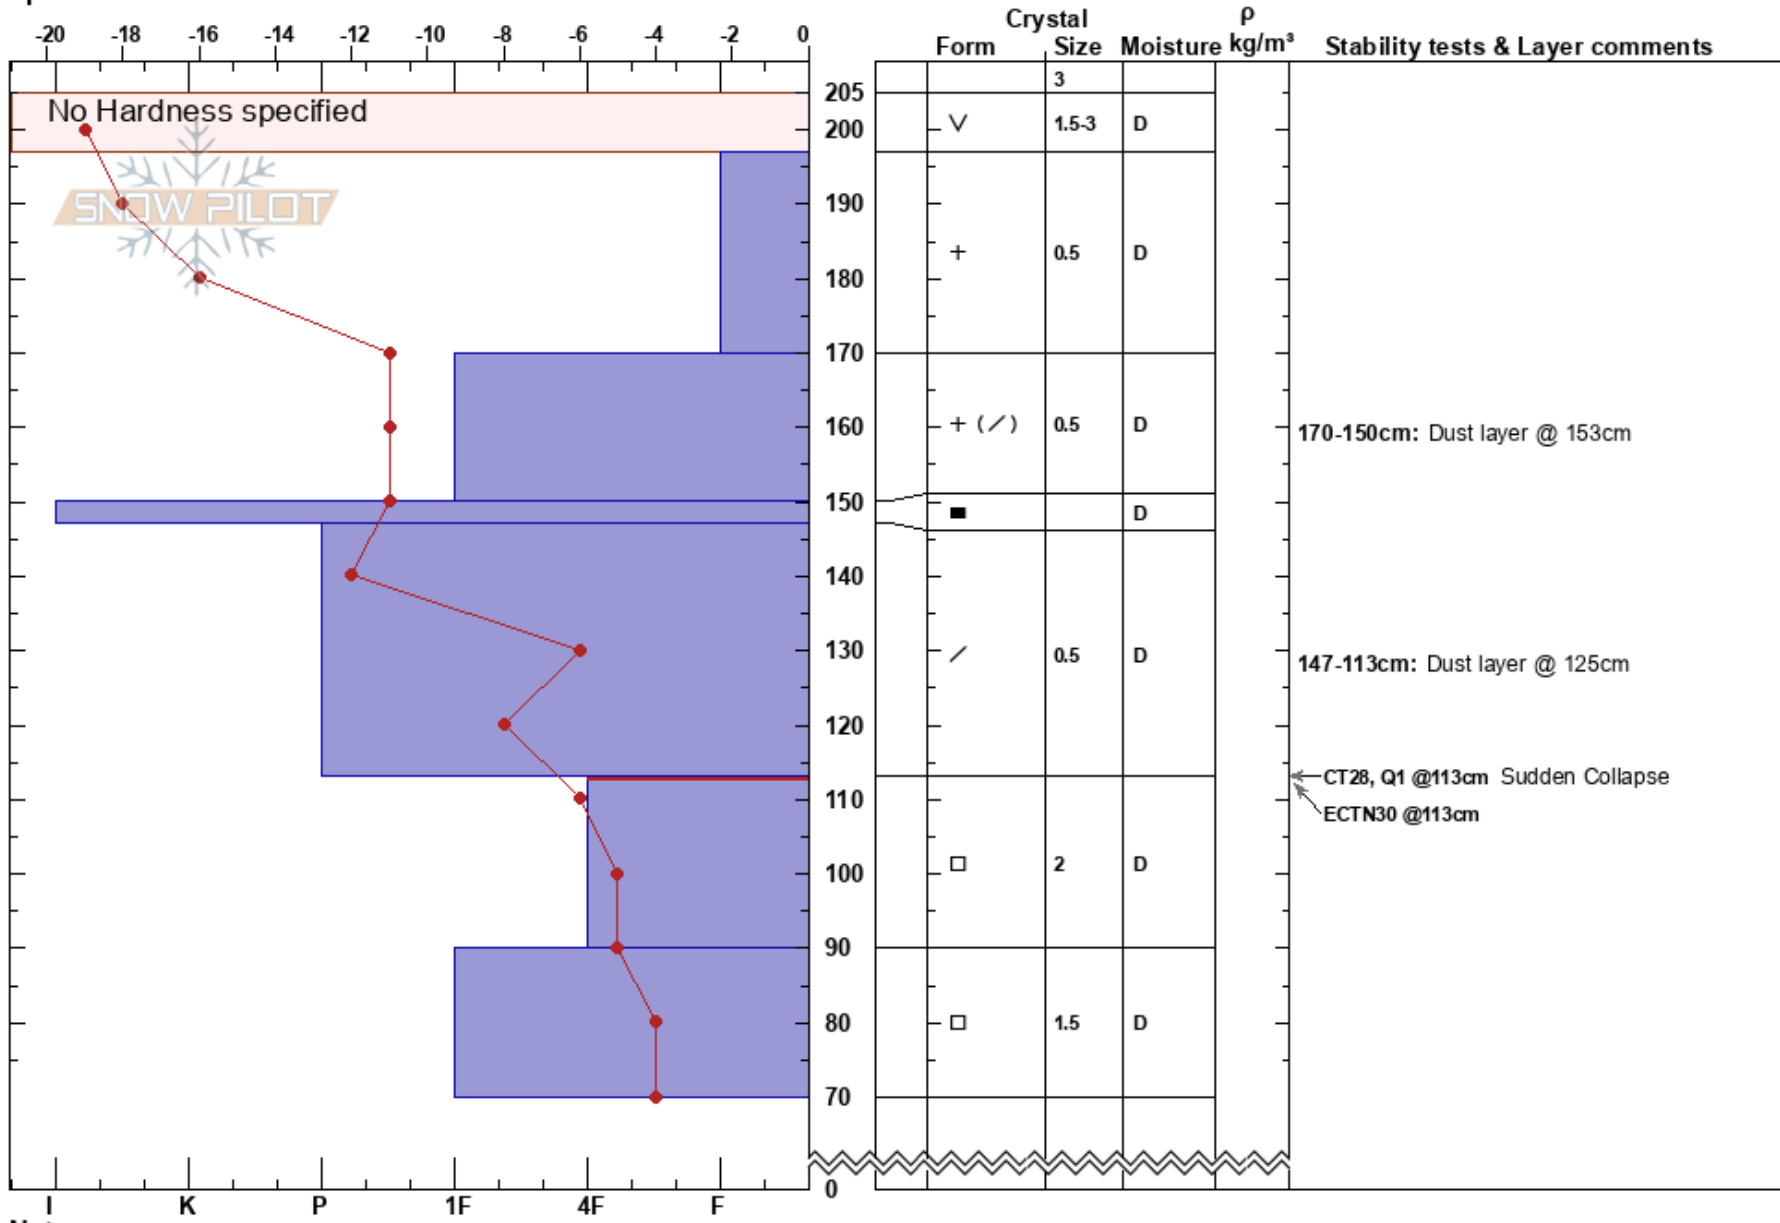 Crystal ρ
-20 -18 -16 -14 -12 -10 -8 -6 -4 -2 0 Form Size Moisture kg/m³ Stability tests & Layer comments
3
205
No Hardness specified
200 V 1.5-3 D
SNOW PILOT
190
+ 0.5 D
180
170
160 + (/) 0.5 D 170-150cm: Dust layer @ 153cm
150
■ D
140
130 / 0.5 D 147-113cm: Dust layer @ 125cm
120
CT28, Q1 @113cm Sudden Collapse
110
ECTN30 @113cm
100 □ 2 D
90
80 □ 1.5 D
70
0
I K P 1F 4F F